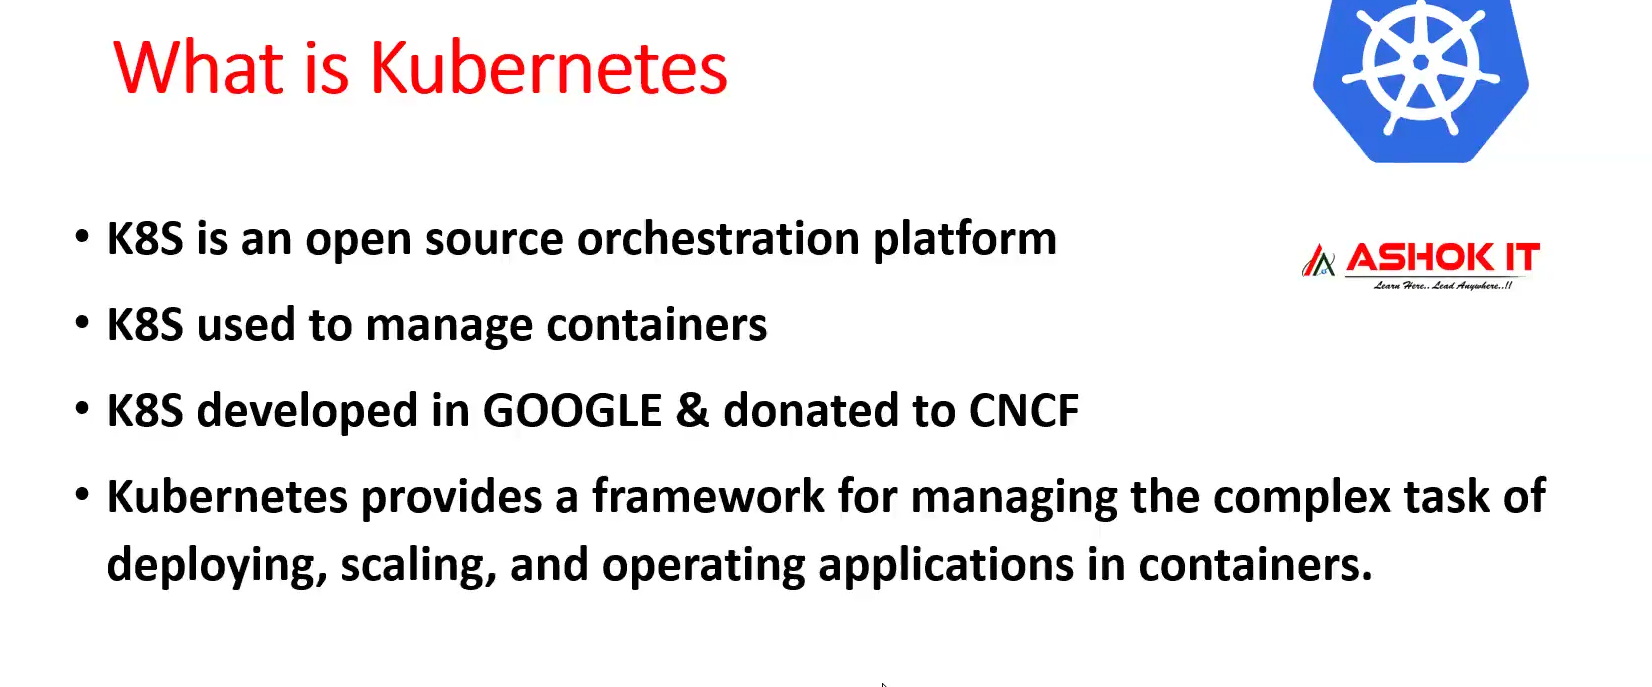 What is Kubernetes
• K8S is an open source orchestration platform
ASHOK IT
Learn Here.. Lead Anywhere..!!
• K8S used to manage containers
• K8S developed in GOOGLE & donated to CNCF
• Kubernetes provides a framework for managing the complex task of
deploying, scaling, and operating applications in containers.